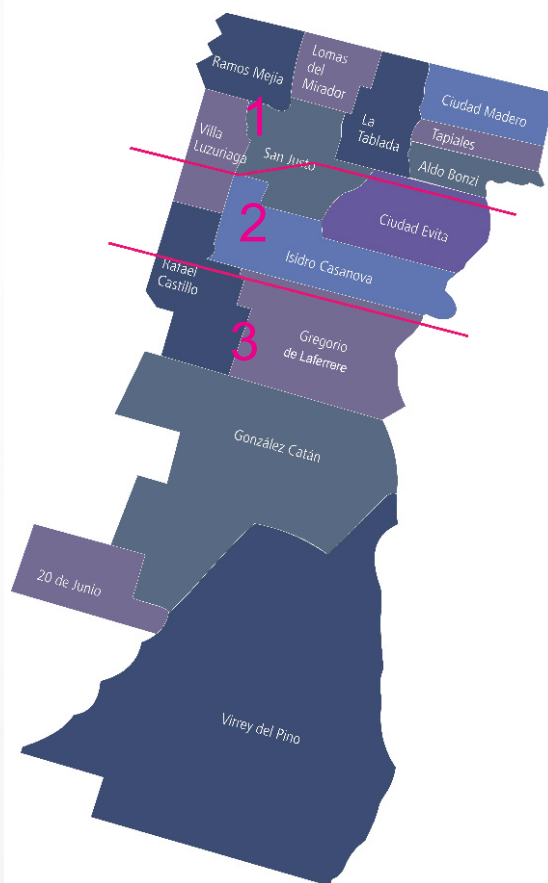 Ramos Mejía
Lomas
del
Mirador
La
Tablada
Ciudad Madero
Tapiales
Aldo Bonzi
1
Villa
Luzuriaga
San Justo
2
Ciudad Evita
Isidro Casanova
Rafael
Castillo
3
Gregorio
de Laferrere
González Catán
20 de Junio
Virrey del Pino